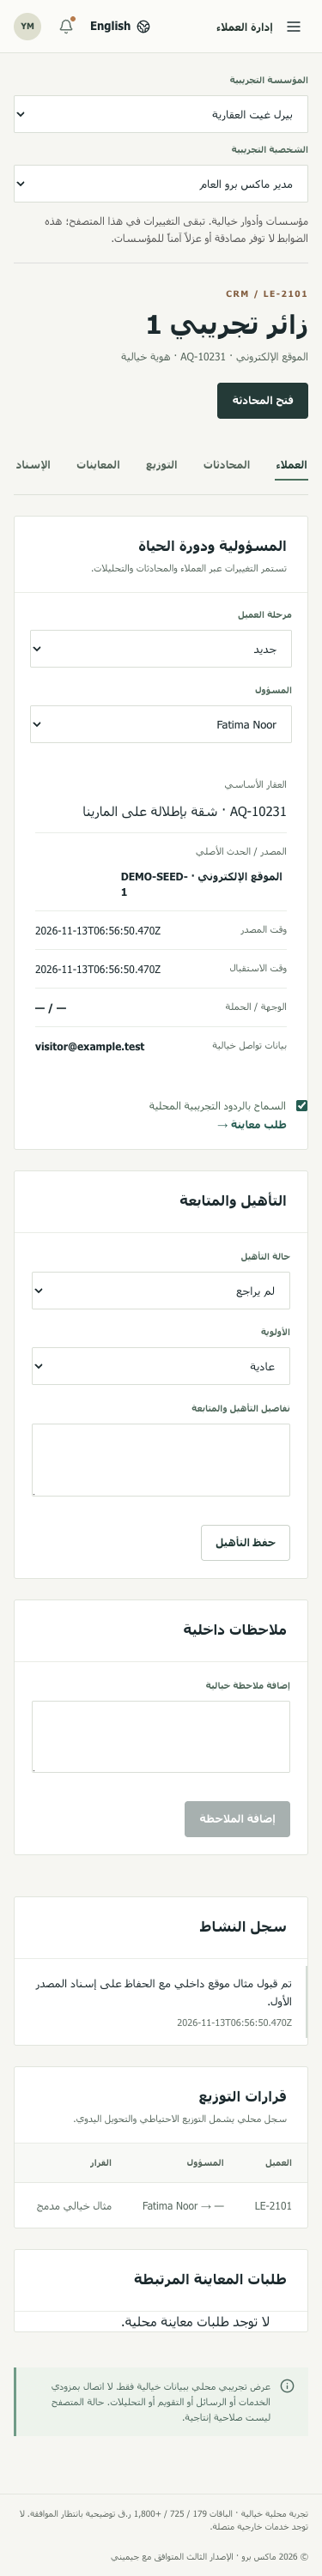 إدارة العملاء
English
YM
المؤسسة التجريبية
بيرل غيت العقارية
الشخصية التجريبية
مدير ماكس برو العام
مؤسسات وأدوار خيالية. تبقى التغييرات في هذا المتصفح؛ هذه
الضوابط لا توفر مصادقة أو عزلاً آمناً للمؤسسات.
CRM / LE-2101
زائر تجريبي 1
الموقع الإلكتروني · AQ-10231 · هوية خيالية
فتح المحادثة
العملاء
المحادثات
التوزيع
المعاينات
الإسناد
المسؤولية ودورة الحياة
تستمر التغييرات عبر العملاء والمحادثات والتحليلات.
مرحلة العميل
جديد
المسؤول
Fatima Noor
العقار الأساسي
AQ-10231 · شقة بإطلالة على المارينا
المصدر / الحدث الأصلي
الموقع الإلكتروني · DEMO-SEED-
1
وقت المصدر
2026-11-13T06:56:50.470Z
وقت الاستقبال
2026-11-13T06:56:50.470Z
الوجهة / الحملة
— / —
بيانات تواصل خيالية
visitor@example.test
السماح بالردود التجريبية المحلية
طلب معاينة →
التأهيل والمتابعة
حالة التأهيل
لم يراجع
الأولوية
عادية
تفاصيل التأهيل والمتابعة
حفظ التأهيل
ملاحظات داخلية
إضافة ملاحظة خيالية
إضافة الملاحظة
سجل النشاط
تم قبول مثال موقع داخلي مع الحفاظ على إسناد المصدر
الأول.
2026-11-13T06:56:50.470Z
قرارات التوزيع
سجل محلي يشمل التوزيع الاحتياطي والتحويل اليدوي.
العميل
المسؤول
القرار
LE-2101
Fatima Noor → —
مثال خيالي مدمج
طلبات المعاينة المرتبطة
لا توجد طلبات معاينة محلية.
عرض تجريبي محلي ببيانات خيالية فقط. لا اتصال بمزودي
الخدمات أو الرسائل أو التقويم أو التحليلات. حالة المتصفح
ليست صلاحية إنتاجية.
تجربة محلية خيالية · الباقات 179 / 725 / +1,800 ر.ق توضيحية بانتظار الموافقة. لا
توجد خدمات خارجية متصلة.
© 2026 ماكس برو · الإصدار الثالث المتوافق مع جيميني